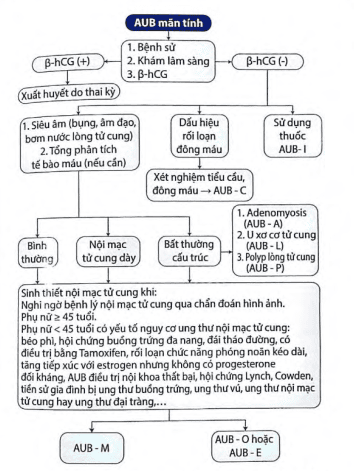 AUB mãn tính
β-hCG (+)
1. Bệnh sử
2. Khám lâm sàng
3. β-hCG
β-hCG (-)
Xuất huyết do thai kỳ
1. Siêu âm (bụng, âm đạo,
bơm nước lòng tử cung)
2. Tổng phân tích
tế bào máu (nếu cần)
Dấu hiệu
rối loạn
đông máu
Sử dụng
thuốc
AUB- I
Xét nghiệm tiểu cầu,
đông máu → AUB - C
Bình
thường
Nội mạc
tử cung dày
Bất thường
cấu trúc
1. Adenomyosis
(AUB - A)
2. U xơ cơ tử cung
(AUB - L)
3. Polyp lòng tử cung
(AUB - P)
Sinh thiết nội mạc tử cung khi:
Nghi ngờ bệnh lý nội mạc tử cung qua chẩn đoán hình ảnh.
Phụ nữ ≥ 45 tuổi.
Phụ nữ < 45 tuổi có yếu tố nguy cơ ung thư nội mạc tử cung:
béo phì, hội chứng buồng trứng đa nang, đái tháo đường, có
điều trị bằng Tamoxifen, rối loạn chức năng phóng noãn kéo dài,
tăng tiếp xúc với estrogen nhưng không có progesterone
đối kháng, AUB điều trị nội khoa thất bại, hội chứng Lynch, Cowden,
tiền sử gia đình bị ung thư buồng trứng, ung thư vú, ung thư nội mạc
tử cung hay ung thư đại tràng,...
AUB - M
AUB - O hoặc
AUB - E